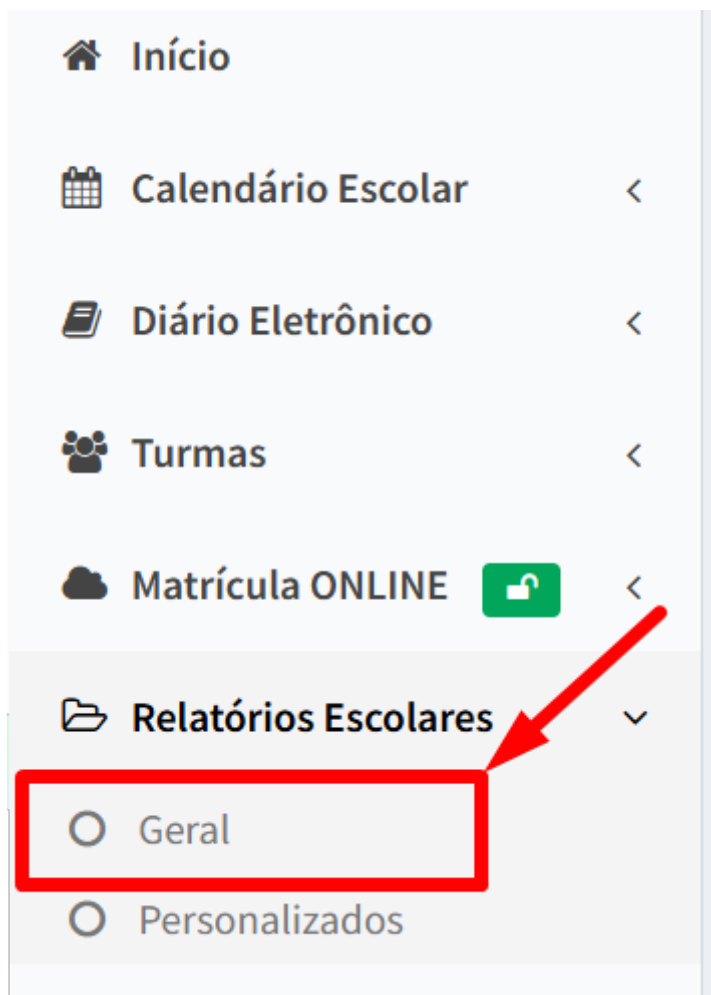 Início
Calendário Escolar
Diário Eletrônico
Turmas
Matrícula ONLINE
Relatórios Escolares
Geral
Personalizados